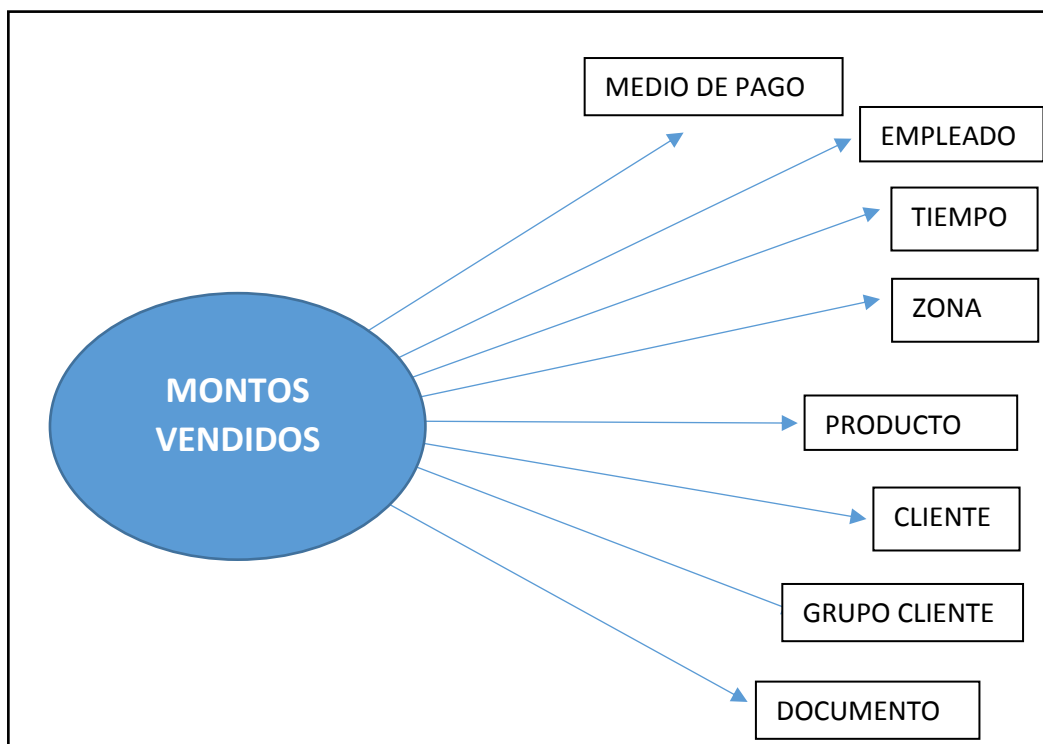 MEDIO DE PAGO
EMPLEADO
TIEMPO
ZONA
MONTOS
VENDIDOS
PRODUCTO
CLIENTE
GRUPO CLIENTE
DOCUMENTO